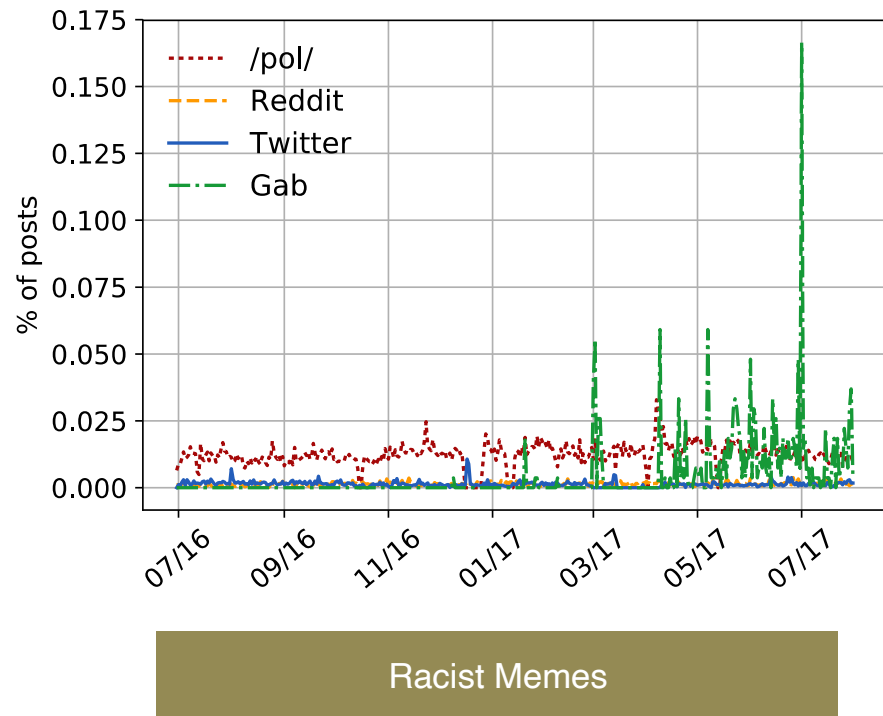 % of posts
0.175
0.150
0.125
0.100
0.075
0.050
0.025
0.000
/pol/
Reddit
Twitter
Gab
07/16
09/16
11/16
01/17
03/17
05/17
07/17
Racist Memes